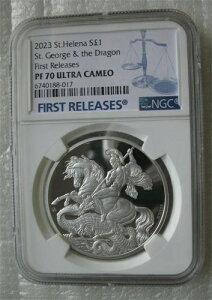 2023 St.Helena S£1
St. George & the Dragon
First Releases
PF 70 ULTRA CAMEO
6740188-017
FIRST RELEASES
NGC